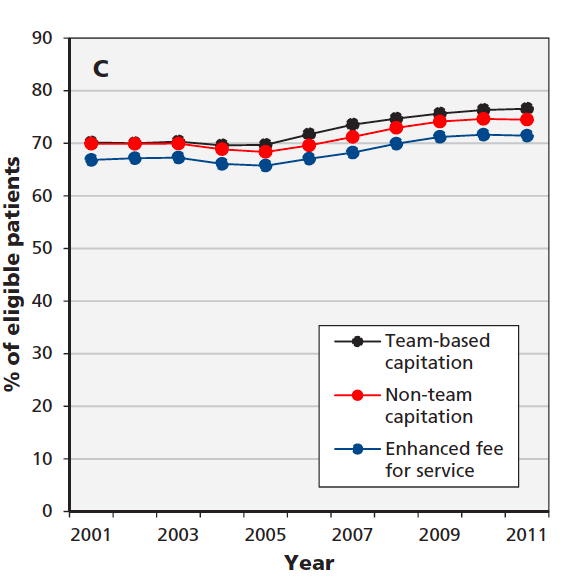 C
90
80
70
60
50
40
30
20
10
0
% of eligible patients
Team-based
capitation
Non-team
capitation
Enhanced fee
for service
2001 2003 2005 2007 2009 2011
Year